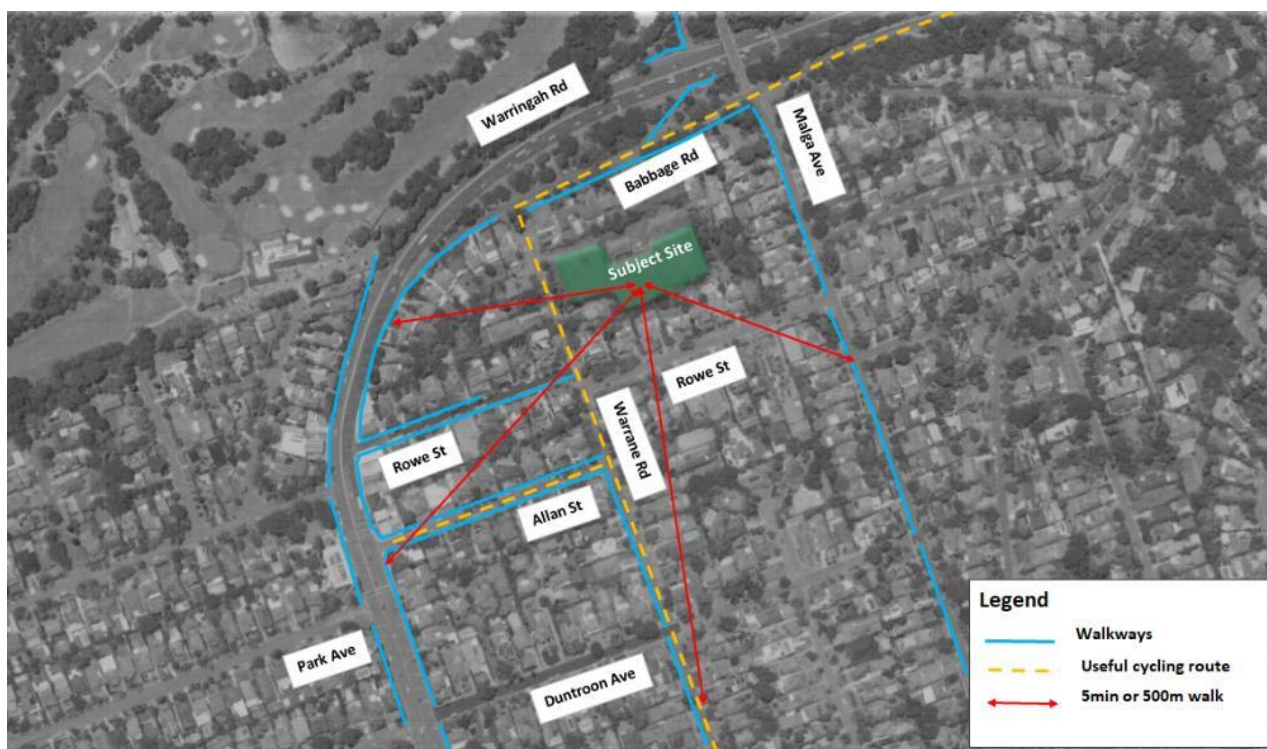 Warringah Rd
Malga Ave
Babbage Rd
Subject Site
Rowe St
Warrane Rd
Rowe St
Allan St
Park Ave
Duntroon Ave
Legend
Walkways
Useful cycling route
5min or 500m walk